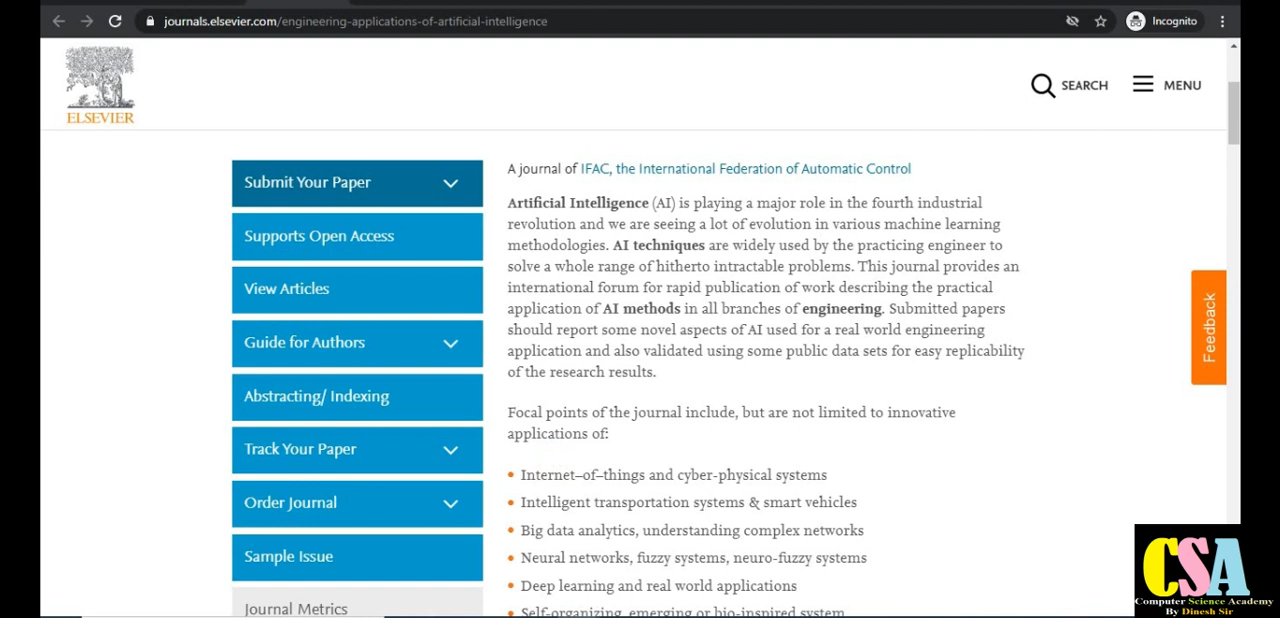 journals.elsevier.com/engineering-applications-of-artificial-intelligence
Incognito
ELSEVIER
SEARCH
MENU
Submit Your Paper
Supports Open Access
View Articles
Guide for Authors
Abstracting/ Indexing
Track Your Paper
Order Journal
Sample Issue
Journal Metrics
A journal of IFAC, the International Federation of Automatic Control
Artificial Intelligence (AI) is playing a major role in the fourth industrial
revolution and we are seeing a lot of evolution in various machine learning
methodologies. AI techniques are widely used by the practicing engineer to
solve a whole range of hitherto intractable problems. This journal provides an
international forum for rapid publication of work describing the practical
application of AI methods in all branches of engineering. Submitted papers
should report some novel aspects of AI used for a real world engineering
application and also validated using some public data sets for easy replicability
of the research results.
Focal points of the journal include, but are not limited to innovative
applications of:
• Internet–of–things and cyber-physical systems
• Intelligent transportation systems & smart vehicles
• Big data analytics, understanding complex networks
• Neural networks, fuzzy systems, neuro-fuzzy systems
• Deep learning and real world applications
• Self-organizing, emerging or bio-inspired system
Feedback
CSA
Computer Science Academy
By Dinesh Sir